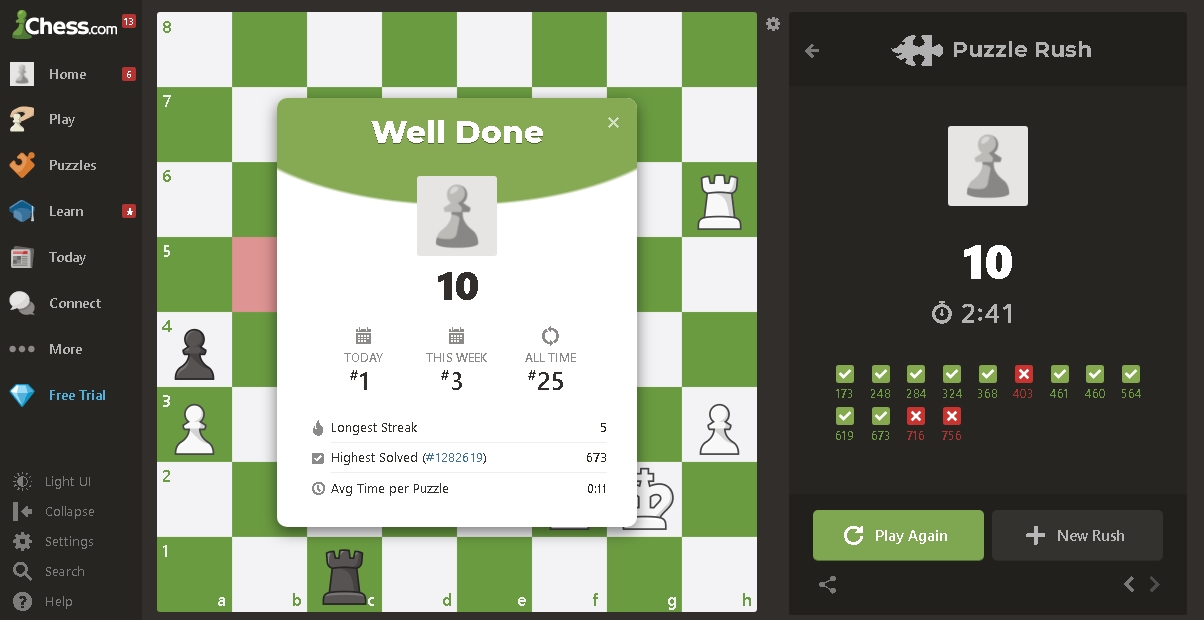 Chess.com 13
Home 6
Play
Puzzles
Learn
Today
Connect
More
Free Trial
Light UI
Collapse
Settings
Search
Help
8
7
6
5
4
3
2
1
a b c d e f g h
Well Done
×
10
TODAY THIS WEEK ALL TIME
#1 #3 #25
Longest Streak 5
Highest Solved (#1282619) 673
Avg Time per Puzzle 0:11
Puzzle Rush
10
2:41
173 248 284 324 368 403 461 460 564
619 673 716 756
Play Again
New Rush